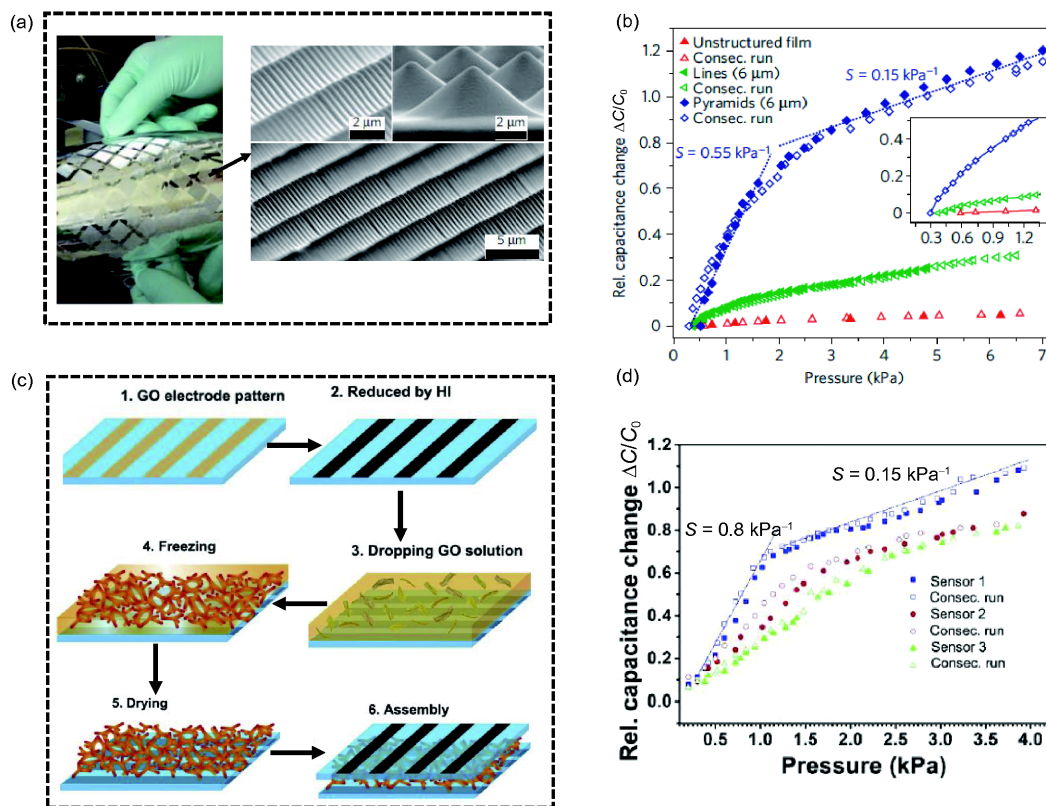 (a)
2 μm
2 μm
5 μm
(b)
Rel. capacitance change ΔC/C₀
1.2
1.0
0.8
0.6
0.4
0.2
0
Unstructured film
Consec. run
Lines (6 μm)
Consec. run
Pyramids (6 μm)
Consec. run
S = 0.15 kPa⁻¹
S = 0.55 kPa⁻¹
0.4
0.2
0
0.3 0.6 0.9 1.2
0 1 2 3 4 5 6 7
Pressure (kPa)
(c)
1. GO electrode pattern
2. Reduced by HI
3. Dropping GO solution
4. Freezing
5. Drying
6. Assembly
(d)
Rel. capacitance change ΔC/C₀
1.2
1.0
0.8
0.6
0.4
0.2
0.0
S = 0.15 kPa⁻¹
S = 0.8 kPa⁻¹
Sensor 1
Consec. run
Sensor 2
Consec. run
Sensor 3
Consec. run
0.5 1.0 1.5 2.0 2.5 3.0 3.5 4.0
Pressure (kPa)